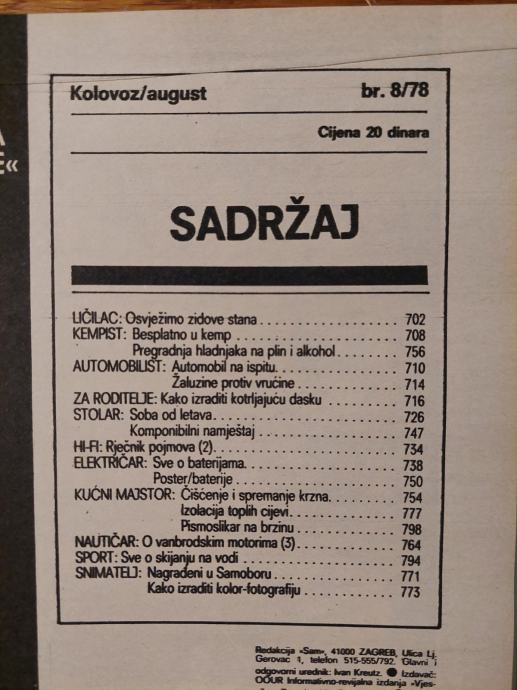 Kolovoz/august
br. 8/78
Cijena 20 dinara
SADRŽAJ
LIČILAC: Osvježimo zidove stana . . . . . . . . . . . . . . . . . . 702
KEMPIST: Besplatno u kemp . . . . . . . . . . . . . . . . . . . . . 708
Pregradnja hladnjaka na plin i alkohol . . . . . . . . 756
AUTOMOBILIST: Automobil na ispitu. . . . . . . . . . . . . . . . 710
Žaluzine protiv vrućine . . . . . . . . . . . . . 714
ZA RODITELJE: Kako izraditi kotrljajuću dasku . . . . . . . . 716
STOLAR: Soba od letava. . . . . . . . . . . . . . . . . . . . . . . . 726
Komponibilni namještaj . . . . . . . . . . . . . . . . . . . 747
HI-FI: Rječnik pojmova (2). . . . . . . . . . . . . . . . . . . . . . . 734
ELEKTRIČAR: Sve o baterijama. . . . . . . . . . . . . . . . . . . 738
Poster/baterije . . . . . . . . . . . . . . . . . . . . 750
KUĆNI MAJSTOR: Čišćenje i spremanje krzna. . . . . . . . . 754
Izolacija toplih cijevi. . . . . . . . . . . . . . 777
Pismoslikar na brzinu . . . . . . . . . . . . . 798
NAUTIČAR: O vanbrodskim motorima (3). . . . . . . . . . . . . 764
SPORT: Sve o skijanju na vodi . . . . . . . . . . . . . . . . . . . . 794
SNIMATELJ: Nagrađeni u Samoboru . . . . . . . . . . . . . . . . 771
Kako izraditi kolor-fotografiju . . . . . . . . . . . . 773
Redakcija »Sam«, 41000 ZAGREB, Ulica Lj.
Gerovac 1, telefon 515-555/792. Glavni i
odgovorni urednik: Ivan Kreutz. ● Izdavač:
OOUR Informativno-revijalna izdanja »Vjes-